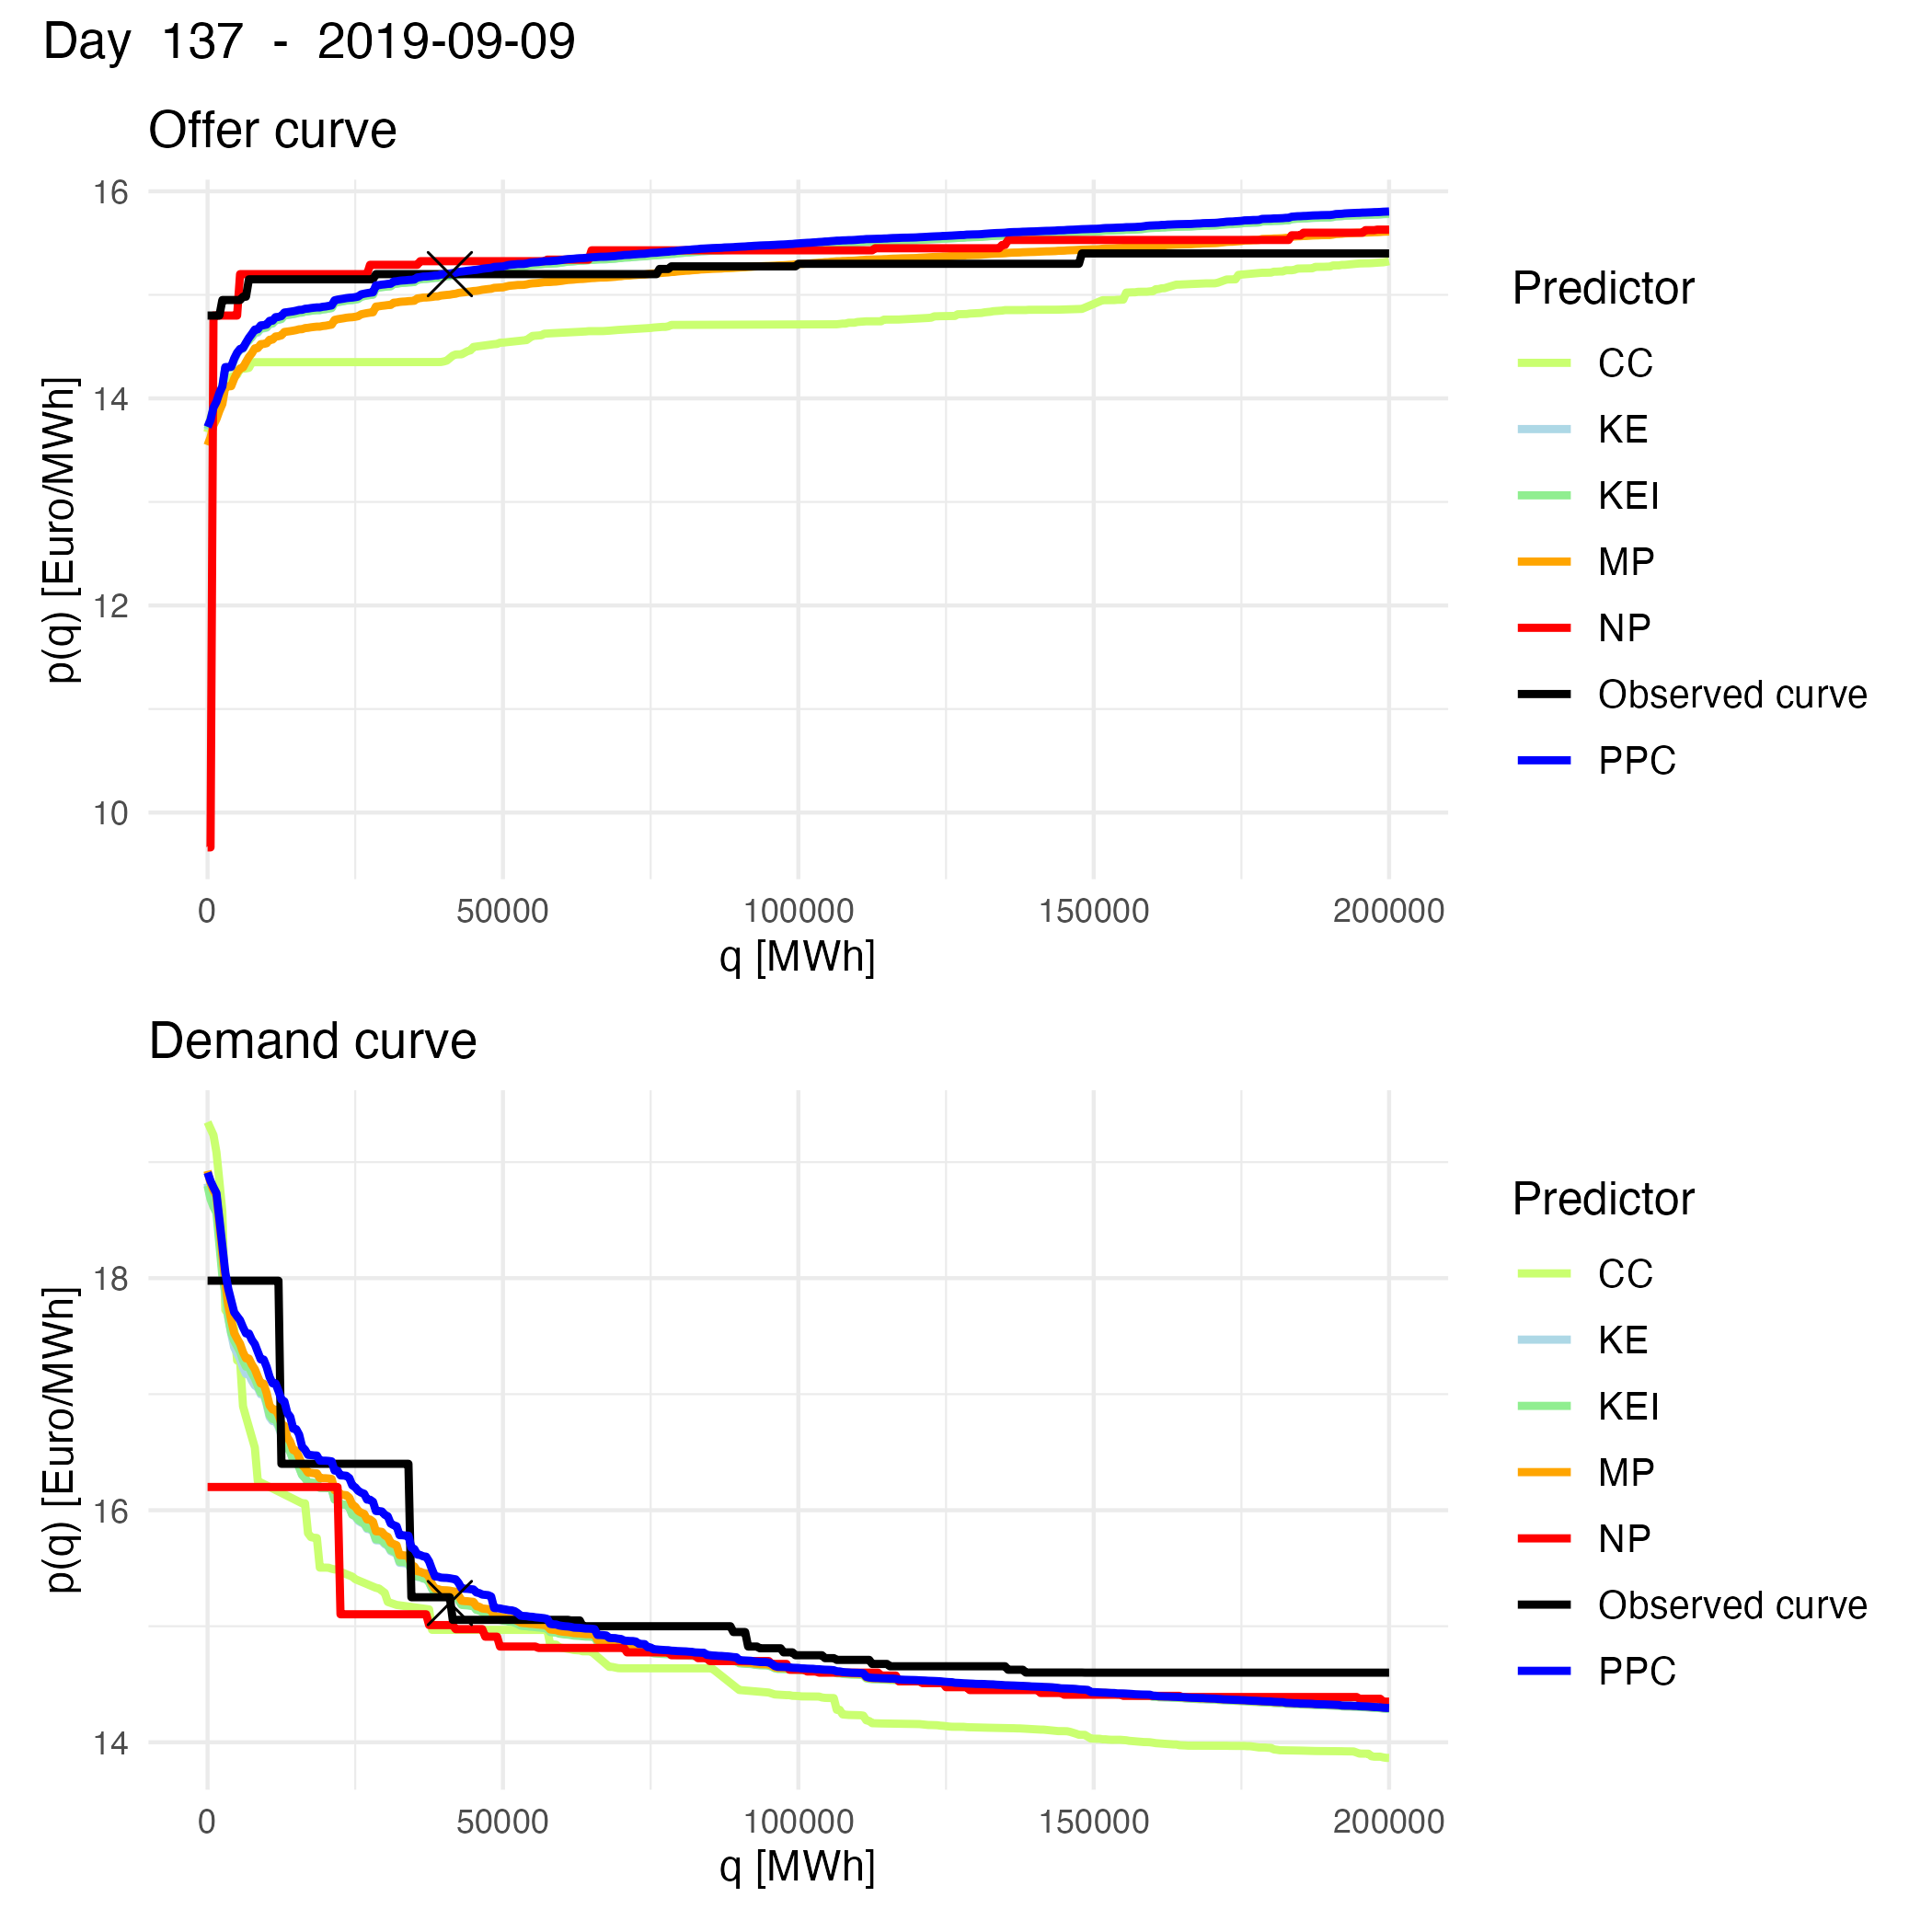 Day 137 - 2019-09-09
Offer curve
16
14
12
10
p(q) [Euro/MWh]
0 50000 100000 150000 200000
q [MWh]
Predictor
CC
KE
KEI
MP
NP
Observed curve
PPC
Demand curve
18
16
14
p(q) [Euro/MWh]
0 50000 100000 150000 200000
q [MWh]
Predictor
CC
KE
KEI
MP
NP
Observed curve
PPC